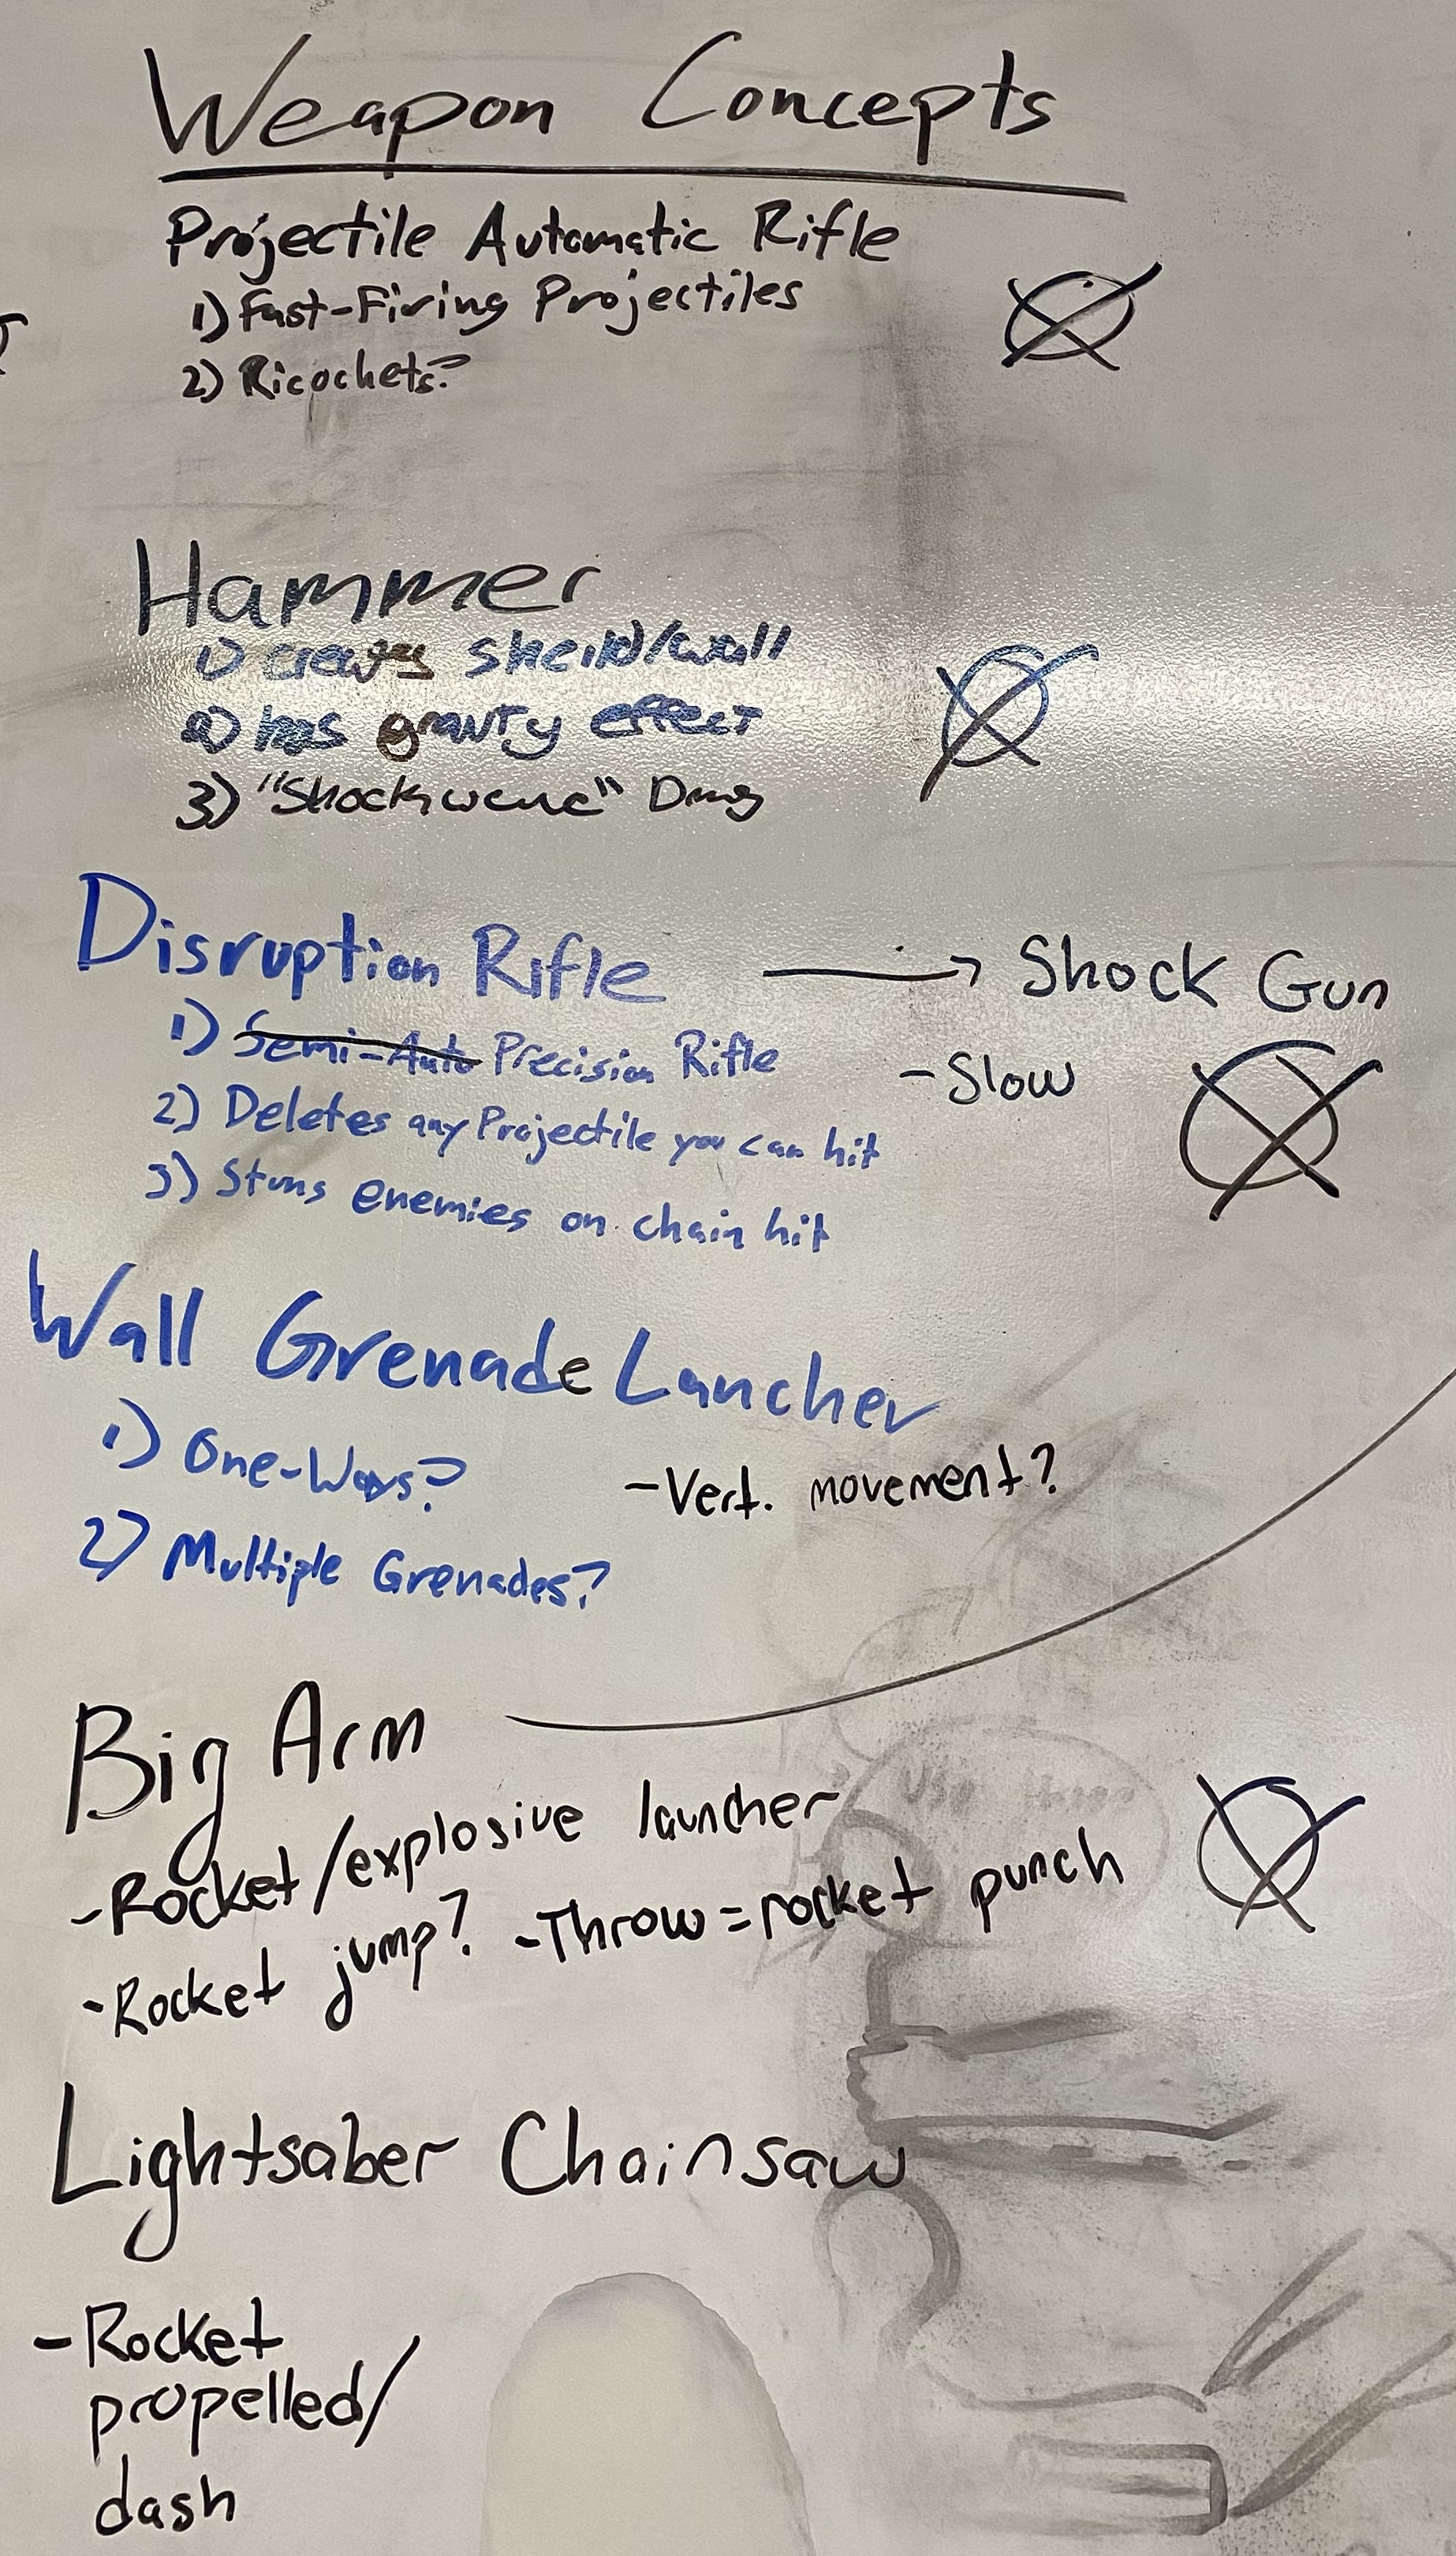 Weapon Concepts
Projectile Automatic Rifle
1) Fast-Firing Projectiles
2) Ricochets?
Hammer
1) creates sheild/wall
2) has gravity effect
3) "Shockwave" Dmg
Disruption Rifle → Shock Gun
1) Semi-Auto Precision Rifle
- Slow
2) Deletes any Projectile you can hit
3) Stuns enemies on chain hit
Wall Grenade Launcher
1) One-Ways?
- Vert. movement?
2) Multiple Grenades?
Big Arm
- Rocket/explosive launcher
- Rocket jump? - Throw = rocket punch
Lightsaber Chainsaw
- Rocket
propelled/
dash